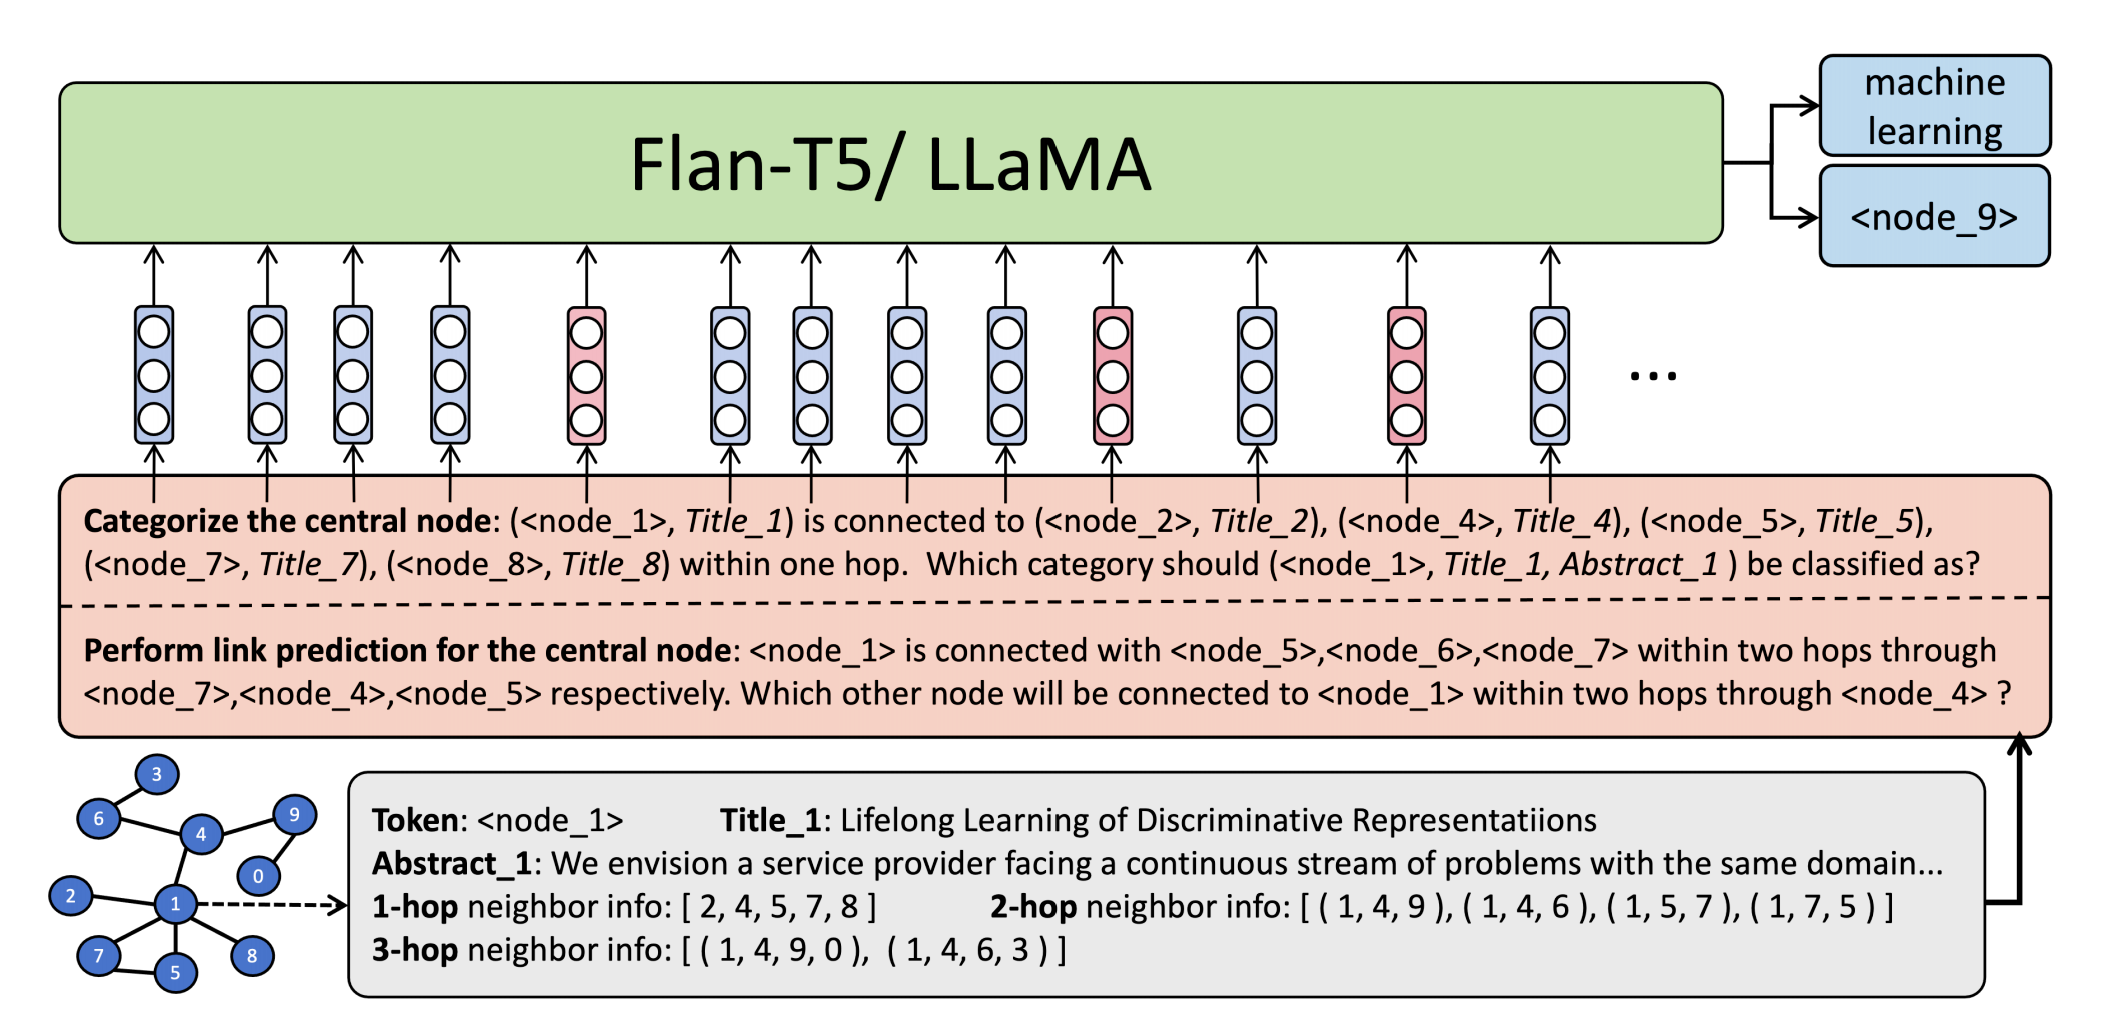 Flan-T5/ LLaMA
machine
learning
<node_9>
...
Categorize the central node: (<node_1>, Title_1) is connected to (<node_2>, Title_2), (<node_4>, Title_4), (<node_5>, Title_5),
(<node_7>, Title_7), (<node_8>, Title_8) within one hop. Which category should (<node_1>, Title_1, Abstract_1 ) be classified as?
Perform link prediction for the central node: <node_1> is connected with <node_5>,<node_6>,<node_7> within two hops through
<node_7>,<node_4>,<node_5> respectively. Which other node will be connected to <node_1> within two hops through <node_4> ?
3
6
4
9
0
2
1
7
5
8
Token: <node_1> Title_1: Lifelong Learning of Discriminative Representatiions
Abstract_1: We envision a service provider facing a continuous stream of problems with the same domain...
1-hop neighbor info: [ 2, 4, 5, 7, 8 ] 2-hop neighbor info: [ ( 1, 4, 9 ), ( 1, 4, 6 ), ( 1, 5, 7 ), ( 1, 7, 5 ) ]
3-hop neighbor info: [ ( 1, 4, 9, 0 ), ( 1, 4, 6, 3 ) ]